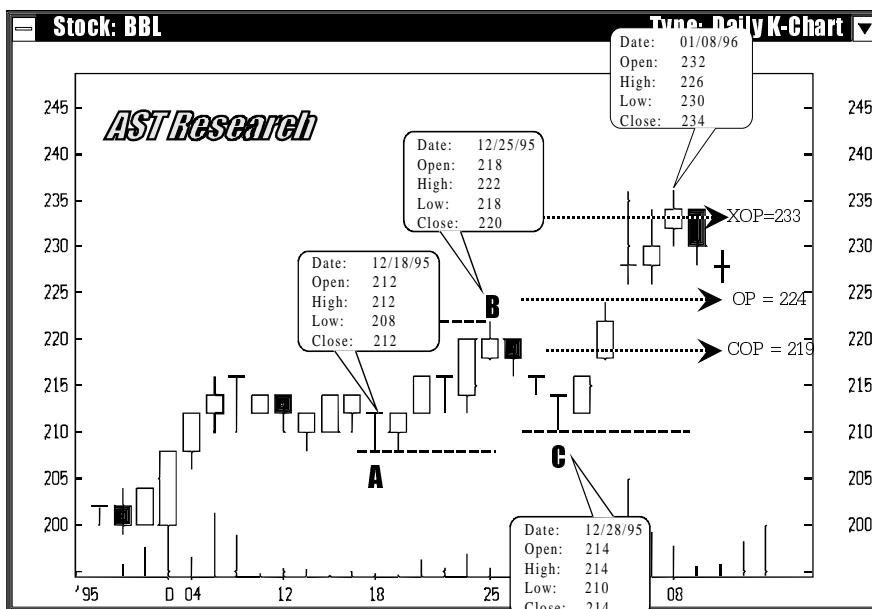 Stock: BBL
Type: Daily K-Chart
Date: 01/08/96
Open: 232
High: 226
Low: 230
Close: 234
AST Research
245 245
240 240
235 235
230 230
225 225
220 220
215 215
210 210
205 205
200 200
Date: 12/25/95
Open: 218
High: 222
Low: 218
Close: 220
XOP=233
Date: 12/18/95
Open: 212
High: 212
Low: 208
Close: 212
B
OP = 224
COP = 219
A
C
Date: 12/28/95
Open: 214
High: 214
Low: 210
Close: 214
'95 D 04 12 18 25 08